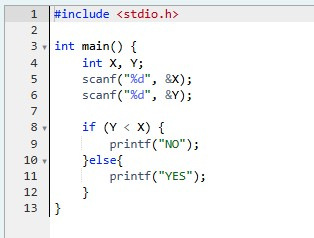 1 #include <stdio.h>
2
3 int main() {
4     int X, Y;
5     scanf("%d", &X);
6     scanf("%d", &Y);
7
8     if (Y < X) {
9         printf("NO");
10     }else{
11         printf("YES");
12     }
13 }